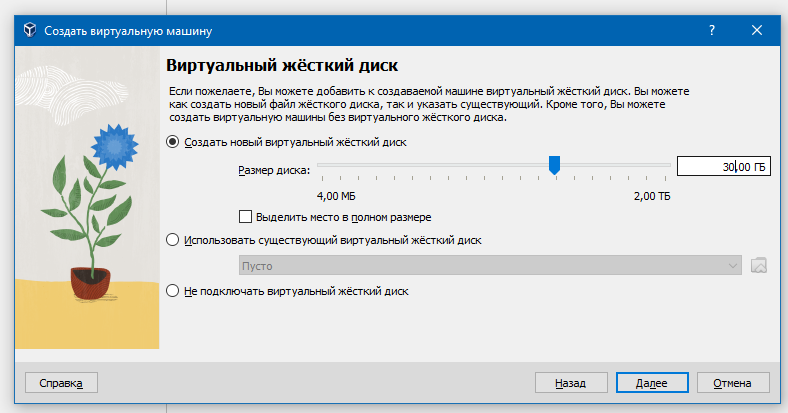 Создать виртуальную машину
?
Виртуальный жёсткий диск
Если пожелаете, Вы можете добавить к создаваемой машине виртуальный жёсткий диск. Вы можете
как создать новый файл жёсткого диска, так и указать существующий. Кроме того, Вы можете
создать виртуальную машины без виртуального жёсткого диска.
Создать новый виртуальный жёсткий диск
Размер диска:
30,00 ГБ
4,00 МБ
2,00 ТБ
Выделить место в полном размере
Использовать существующий виртуальный жёсткий диск
Пусто
Не подключать виртуальный жёсткий диск
Справка
Назад
Далее
Отмена